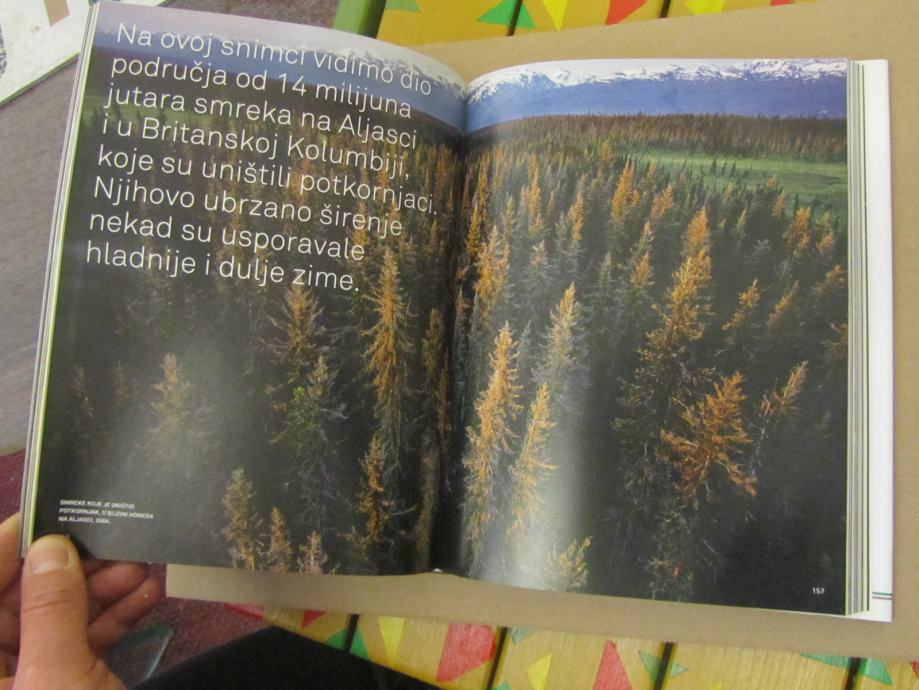 Na ovoj snimci vidimo dio
područja od 14 milijuna
jutara smreka na Aljasci
i u Britanskoj Kolumbiji,
koje su uništili potkornjaci.
Njihovo ubrzano širenje
nekad su usporavale
hladnije i dulje zime.
SMREKE KOJE JE UNIŠTIO
POTKORNJAK, U BLIZINI HOMERA
NA ALJASCI, 2004.
157